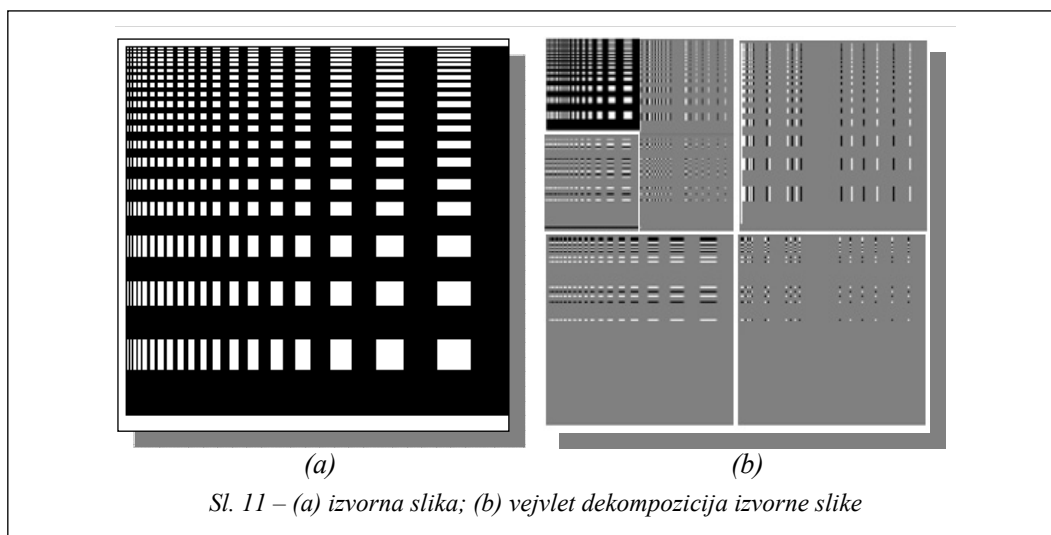 (a) (b)
Sl. 11 – (a) izvorna slika; (b) vejvlet dekompozicija izvorne slike